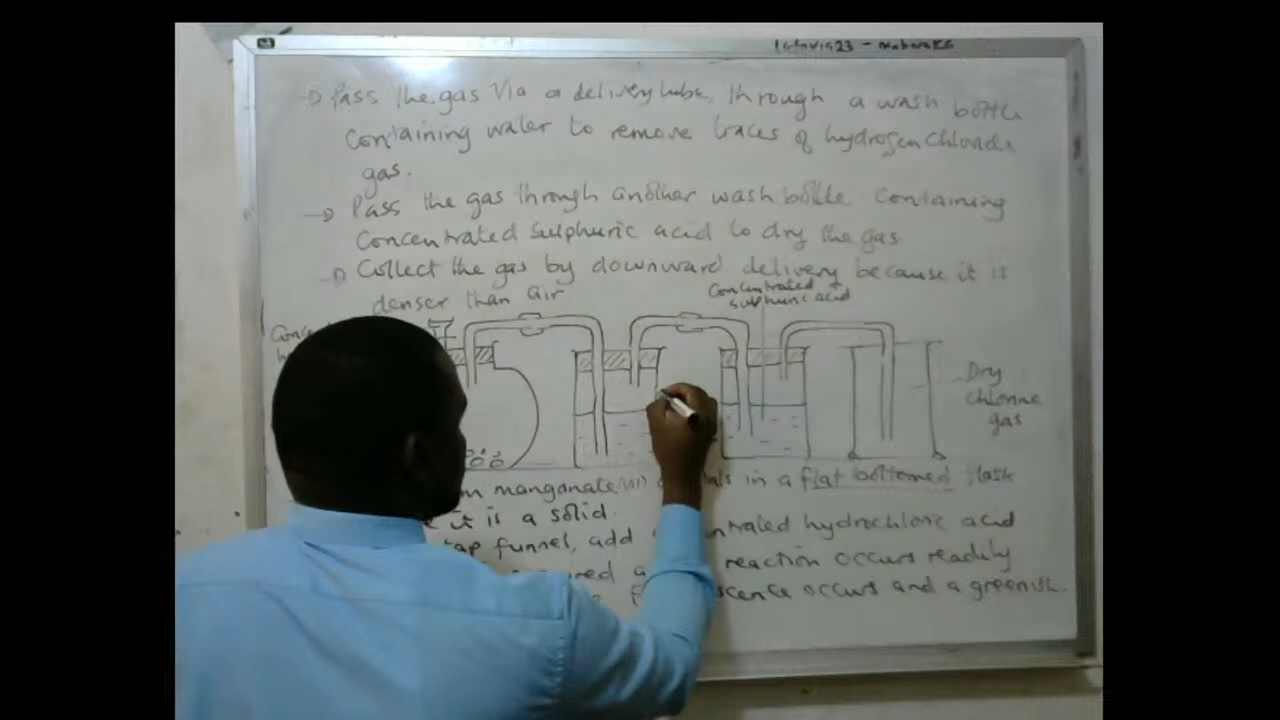 → Pass the gas via a delivery tube, through a wash bottle
containing water to remove traces of hydrogen chloride
gas.
→ Pass the gas through another wash bottle containing
concentrated sulphuric acid to dry the gas
→ Collect the gas by downward delivery because it is
denser than air
Concentrated
sulphuric acid
Dry
chlorine
gas
manganate (VII) in a flat bottomed flask
it is a solid.
tap funnel, add hydrochloric acid
reaction occurs readily
occurs and a greenish.